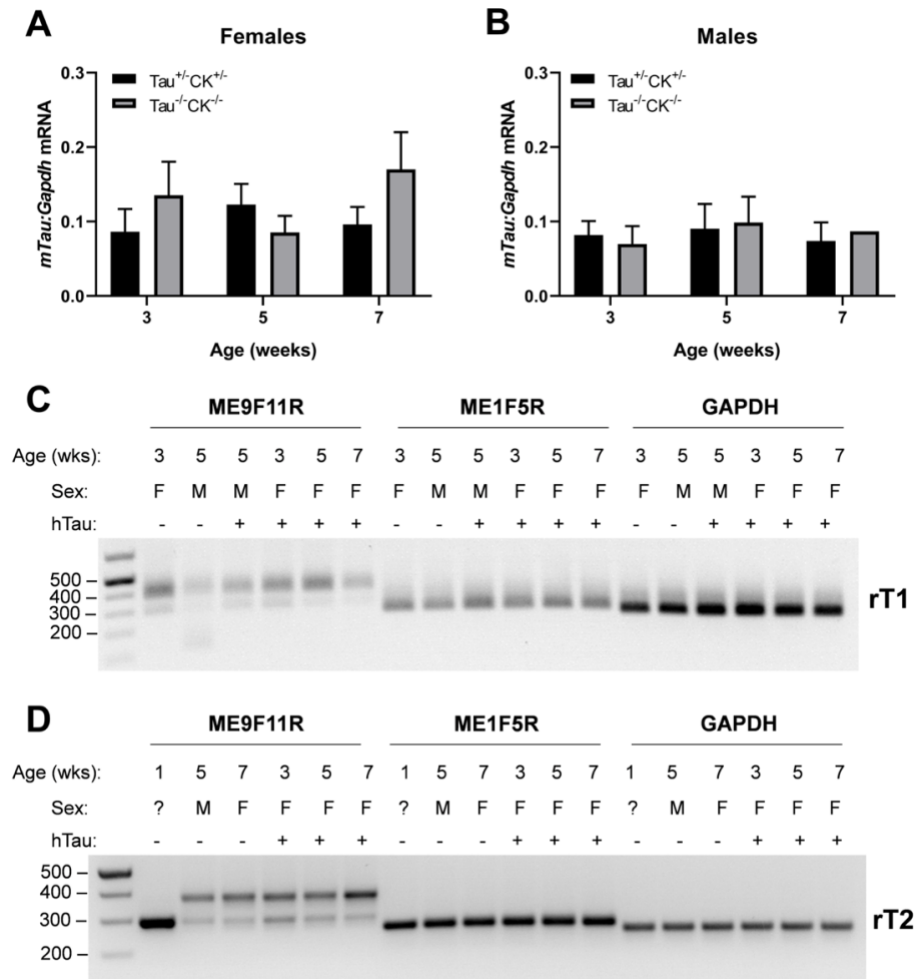 A
Females
Tau+/-CK+/-
Tau-/-CK-/-
mTau:Gapdh mRNA
0.3
0.2
0.1
0.0
3 5 7
Age (weeks)
B
Males
Tau+/-CK+/-
Tau-/-CK-/-
mTau:Gapdh mRNA
0.3
0.2
0.1
0.0
3 5 7
Age (weeks)
C
ME9F11R ME1F5R GAPDH
Age (wks): 3 5 5 3 5 7 3 5 5 3 5 7 3 5 5 3 5 7
Sex: F M M F F F F M M F F F F M M F F F
hTau: - - + + + + - - + + + + - - + + + +
500
400
300
200
rT1
D
ME9F11R ME1F5R GAPDH
Age (wks): 1 5 7 3 5 7 1 5 7 3 5 7 1 5 7 3 5 7
Sex: ? M F F F F ? M F F F F ? M F F F F
hTau: - - - + + + - - - + + + - - - + + +
500
400
300
200
rT2